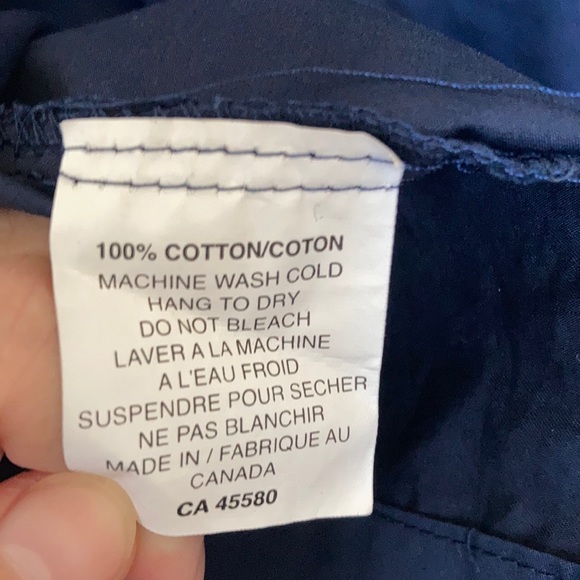 100% COTTON/COTON
MACHINE WASH COLD
HANG TO DRY
DO NOT BLEACH
LAVER A LA MACHINE
A L'EAU FROID
SUSPENDRE POUR SECHER
NE PAS BLANCHIR
MADE IN / FABRIQUE AU
CANADA
CA 45580